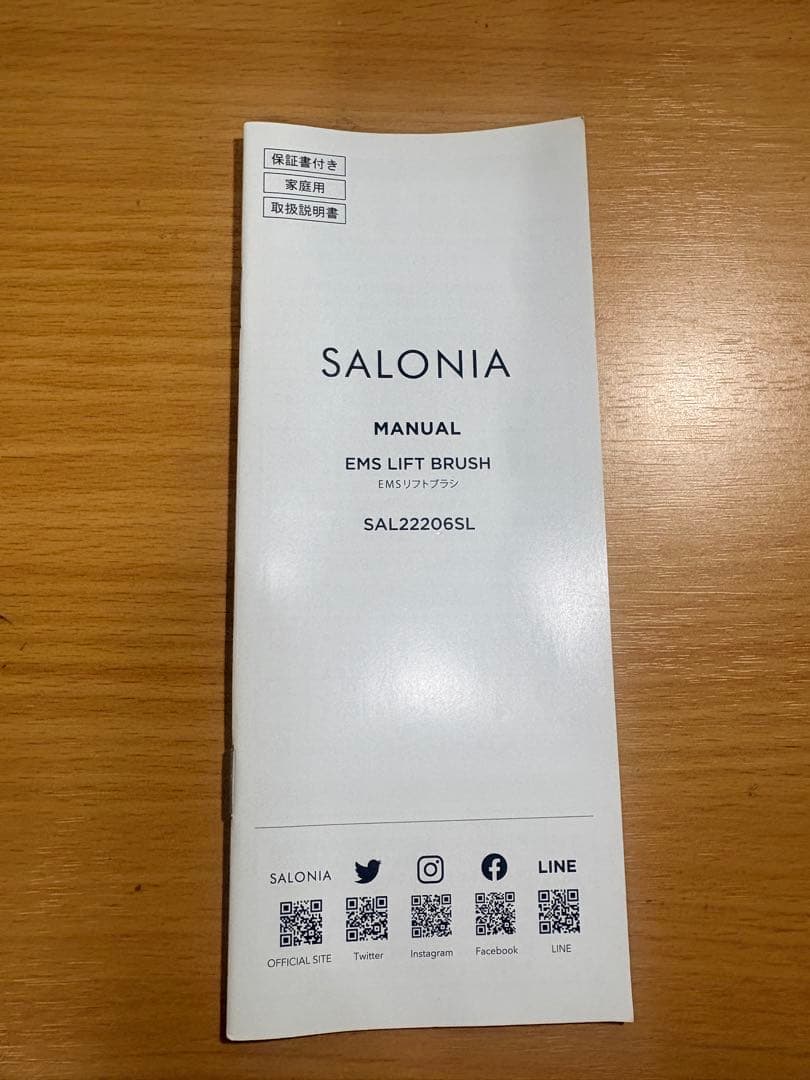 保証書付き
家庭用
取扱説明書
SALONIA
MANUAL
EMS LIFT BRUSH
EMSリフトブラシ
SAL22206SL
SALONIA
LINE
OFFICIAL SITE
Twitter
Instagram
Facebook
LINE